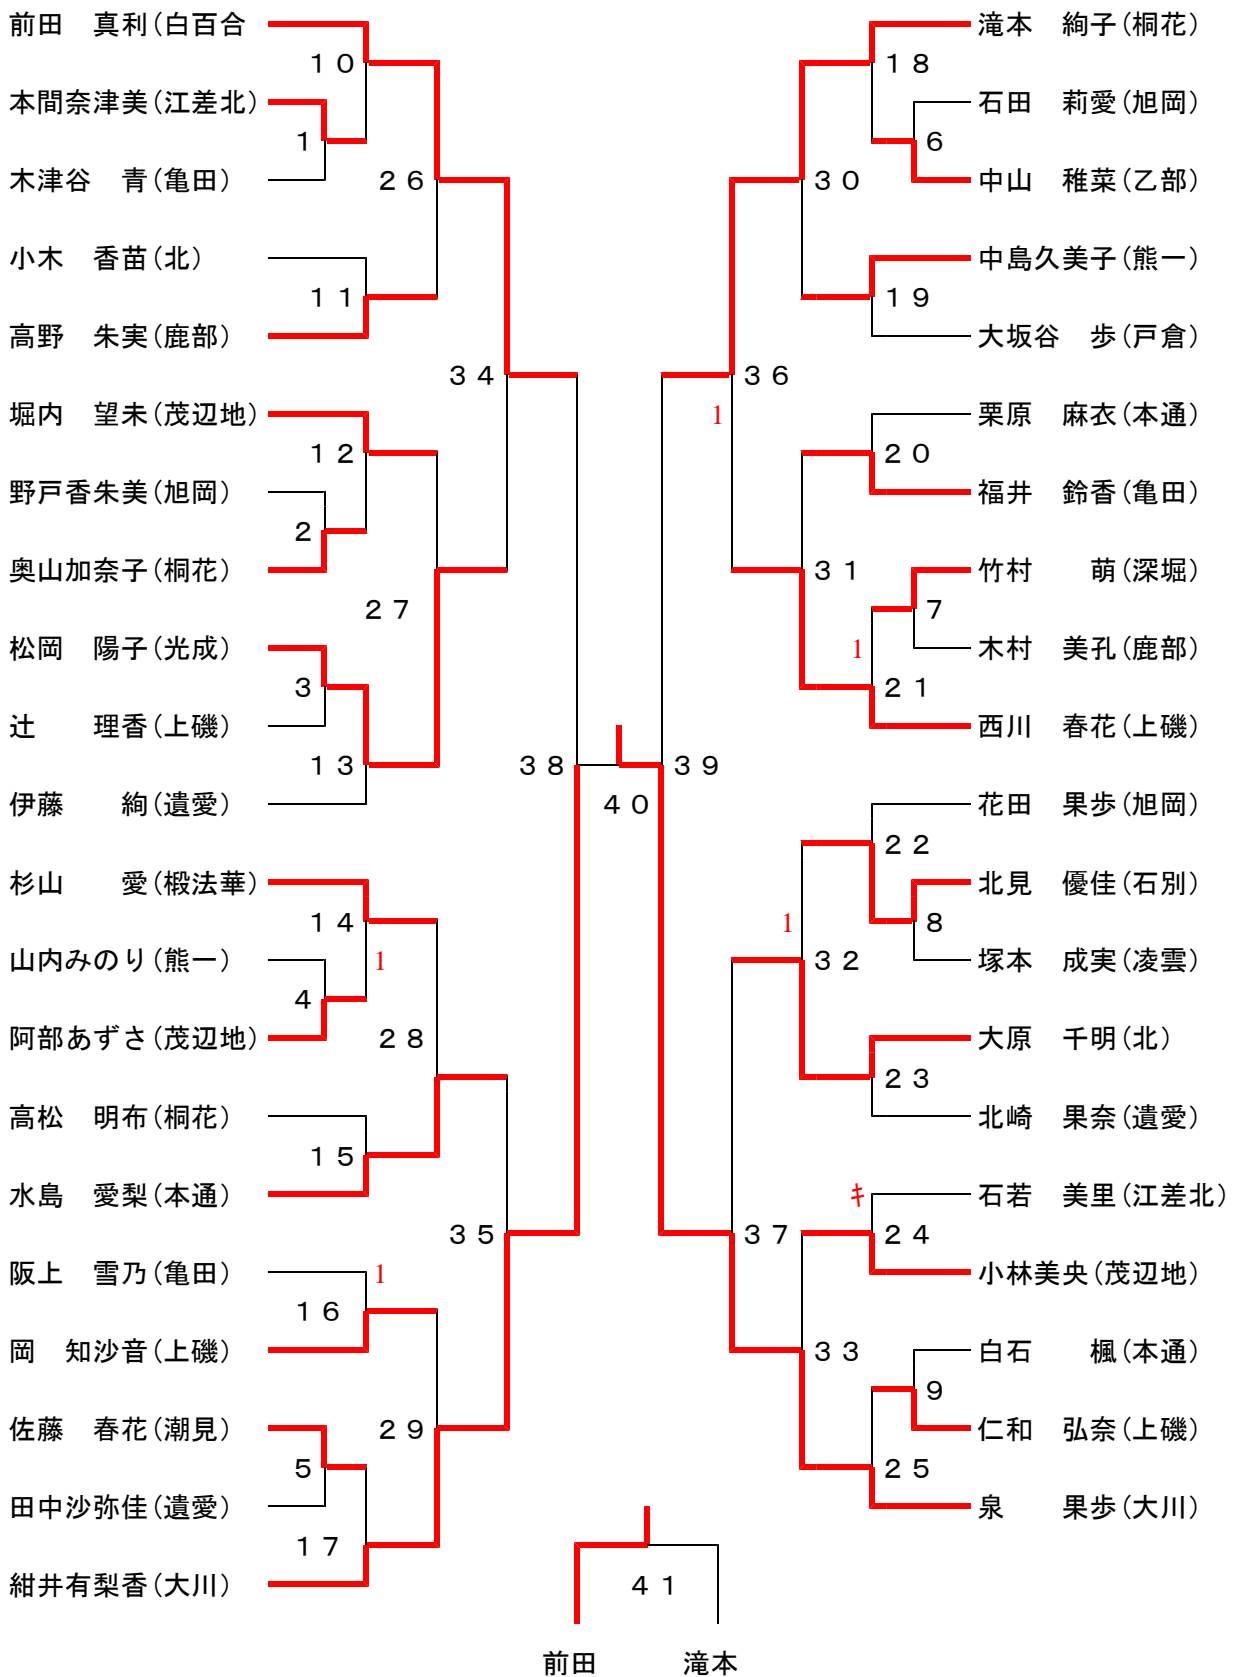 前田　真利(白百合
滝本　絢子(桐花)
１０
１８
本間奈津美(江差北)
石田　莉愛(旭岡)
1
6
木津谷　青(亀田)
２６
３０
中山　稚菜(乙部)
小木　香苗(北)
中島久美子(熊一)
１１
１９
高野　朱実(鹿部)
大坂谷　歩(戸倉)
３４
３６
堀内　望未(茂辺地)
1
栗原　麻衣(本通)
１２
２０
野戸香朱美(旭岡)
福井　鈴香(亀田)
2
奥山加奈子(桐花)
３１
竹村　　萌(深堀)
２７
7
松岡　陽子(光成)
1
木村　美孔(鹿部)
3
２１
辻　　理香(上磯)
西川　春花(上磯)
１３
３８
３９
伊藤　　絢(遺愛)
４０
花田　果歩(旭岡)
２２
杉山　　愛(椴法華)
北見　優佳(石別)
１４
1
8
山内みのり(熊一)
1
３２
塚本　成実(凌雲)
4
阿部あずさ(茂辺地)
２８
大原　千明(北)
２３
高松　明布(桐花)
北崎　果奈(遺愛)
１５
水島　愛梨(本通)
ｷ
石若　美里(江差北)
３５
３７
２４
阪上　雪乃(亀田)
1
小林美央(茂辺地)
１６
岡　知沙音(上磯)
３３
白石　　楓(本通)
9
佐藤　春花(潮見)
２９
仁和　弘奈(上磯)
5
２５
田中沙弥佳(遺愛)
泉　　果歩(大川)
１７
紺井有梨香(大川)
４１
前田
滝本